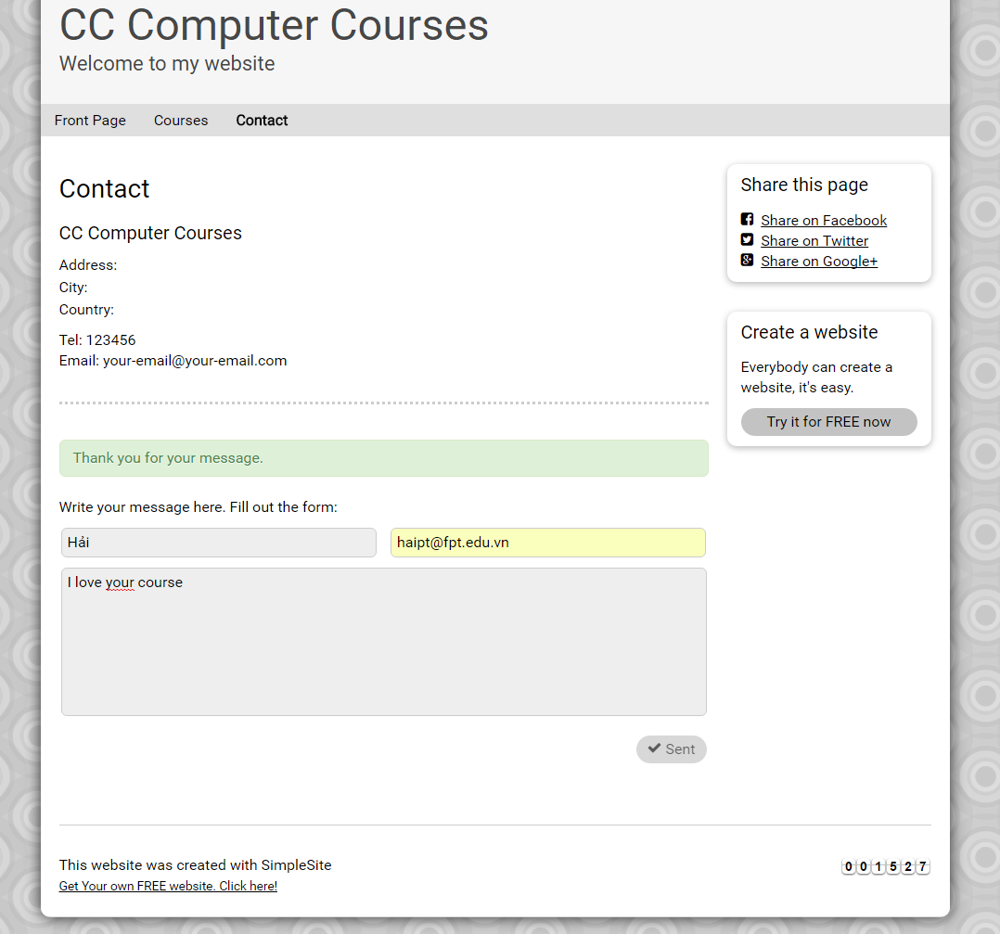 CC Computer Courses
Welcome to my website
Front Page Courses Contact
Contact
CC Computer Courses
Address:
City:
Country:
Tel: 123456
Email: your-email@your-email.com
Thank you for your message.
Write your message here. Fill out the form:
Hải haipt@fpt.edu.vn
I love your course
Sent
Share this page
Share on Facebook
Share on Twitter
Share on Google+
Create a website
Everybody can create a
website, it's easy.
Try it for FREE now
This website was created with SimpleSite
Get Your own FREE website. Click here!
001527